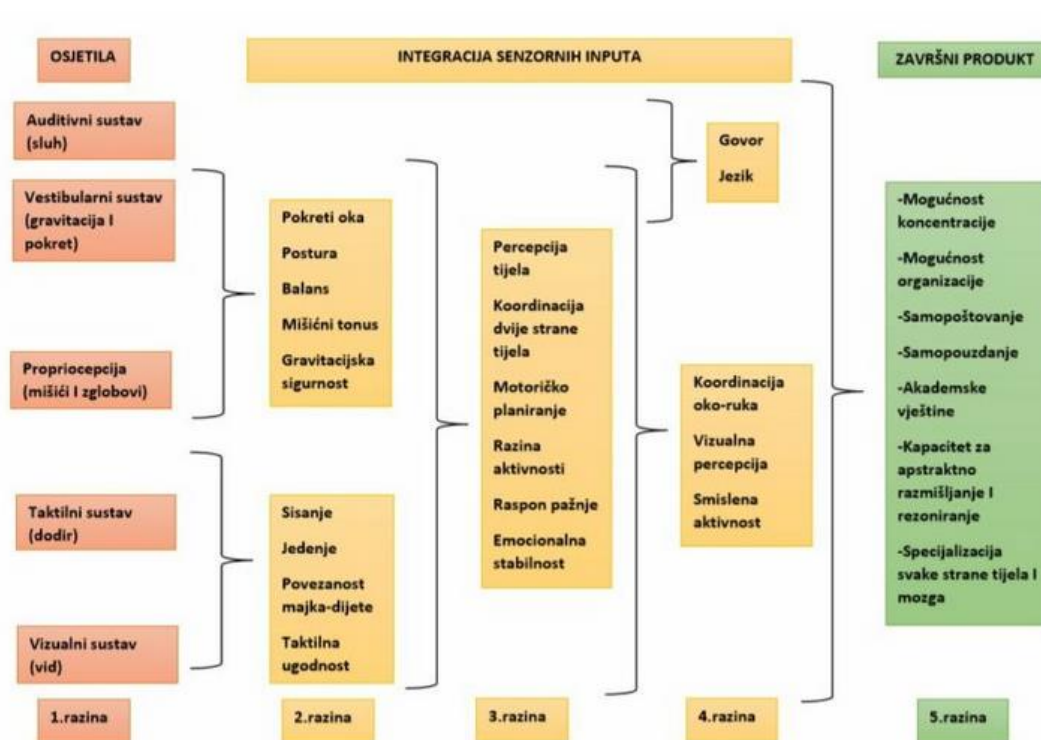 OSJETILA
INTEGRACIJA SENZORNIH INPUTA
ZAVRŠNI PRODUKT
Auditivni sustav
(sluh)
Vestibularni sustav
(gravitacija I
pokret)
Propriocepcija
(mišići I zglobovi)
Taktilni sustav
(dodir)
Vizualni sustav
(vid)
Pokreti oka
Postura
Balans
Mišićni tonus
Gravitacijska
sigurnost
Sisanje
Jedenje
Povezanost
majka-dijete
Taktilna
ugodnost
Percepcija
tijela
Koordinacija
dvije strane
tijela
Motoričko
planiranje
Razina
aktivnosti
Raspon pažnje
Emocionalna
stabilnost
Govor
Jezik
Koordinacija
oko-ruka
Vizualna
percepcija
Smislena
aktivnost
-Mogućnost
koncentracije
-Mogućnost
organizacije
-Samopoštovanje
-Samopouzdanje
-Akademske
vještine
-Kapacitet za
apstraktno
razmišljanje I
rezoniranje
-Specijalizacija
svake strane tijela I
mozga
1.razina
2.razina
3.razina
4.razina
5.razina